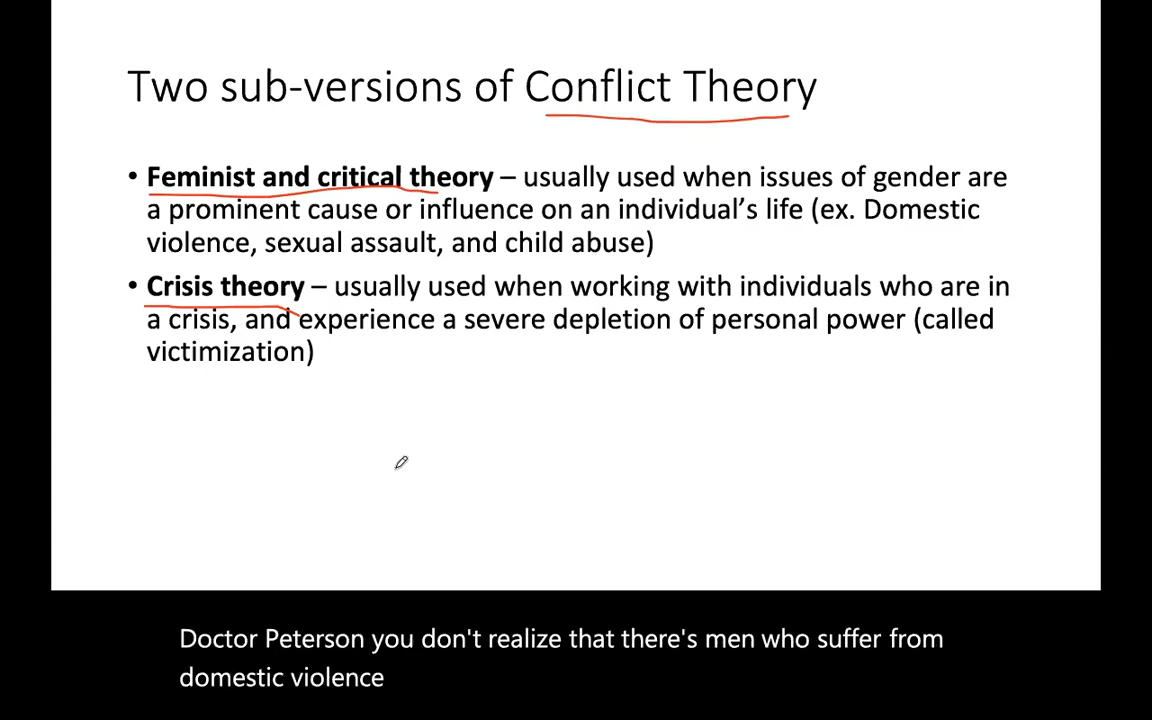 Two sub-versions of Conflict Theory
• Feminist and critical theory – usually used when issues of gender are
a prominent cause or influence on an individual’s life (ex. Domestic
violence, sexual assault, and child abuse)
• Crisis theory – usually used when working with individuals who are in
a crisis, and experience a severe depletion of personal power (called
victimization)
Doctor Peterson you don't realize that there's men who suffer from
domestic violence